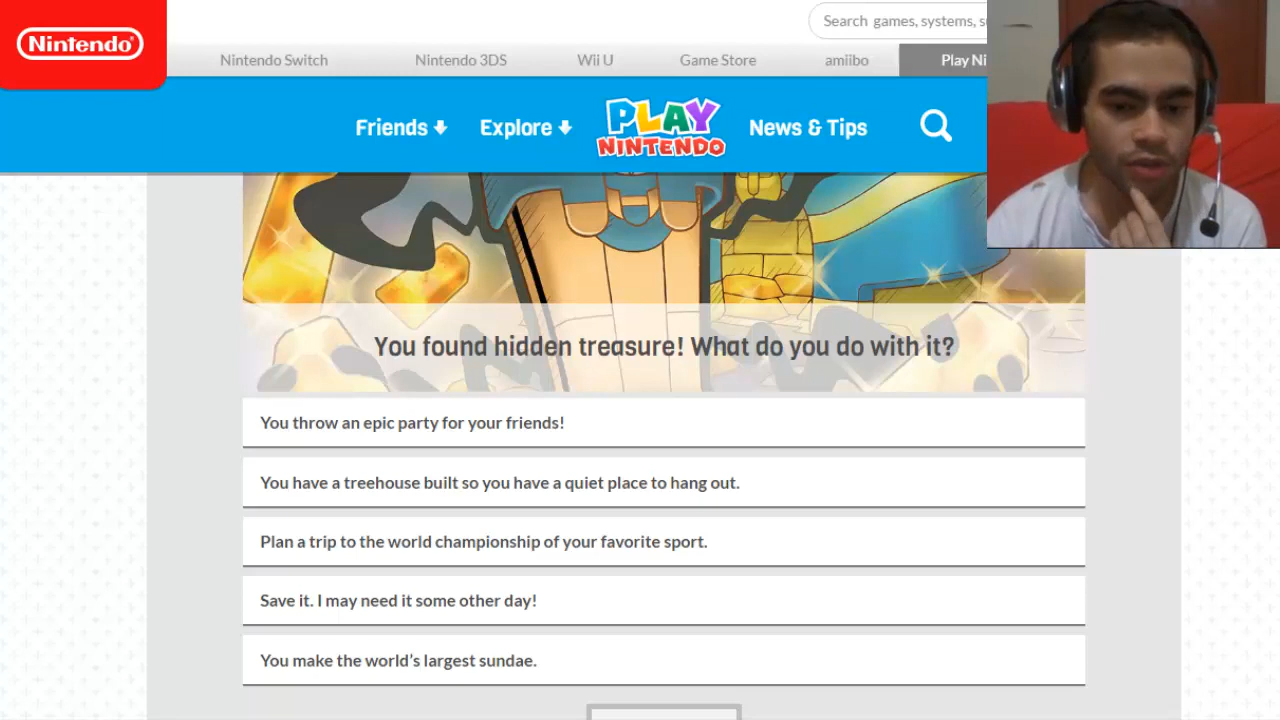 Nintendo
Search games, systems, s
Nintendo Switch Nintendo 3DS Wii U Game Store amiibo Play Ni
Friends Explore PLAY NINTENDO News & Tips
You found hidden treasure! What do you do with it?
You throw an epic party for your friends!
You have a treehouse built so you have a quiet place to hang out.
Plan a trip to the world championship of your favorite sport.
Save it. I may need it some other day!
You make the world's largest sundae.